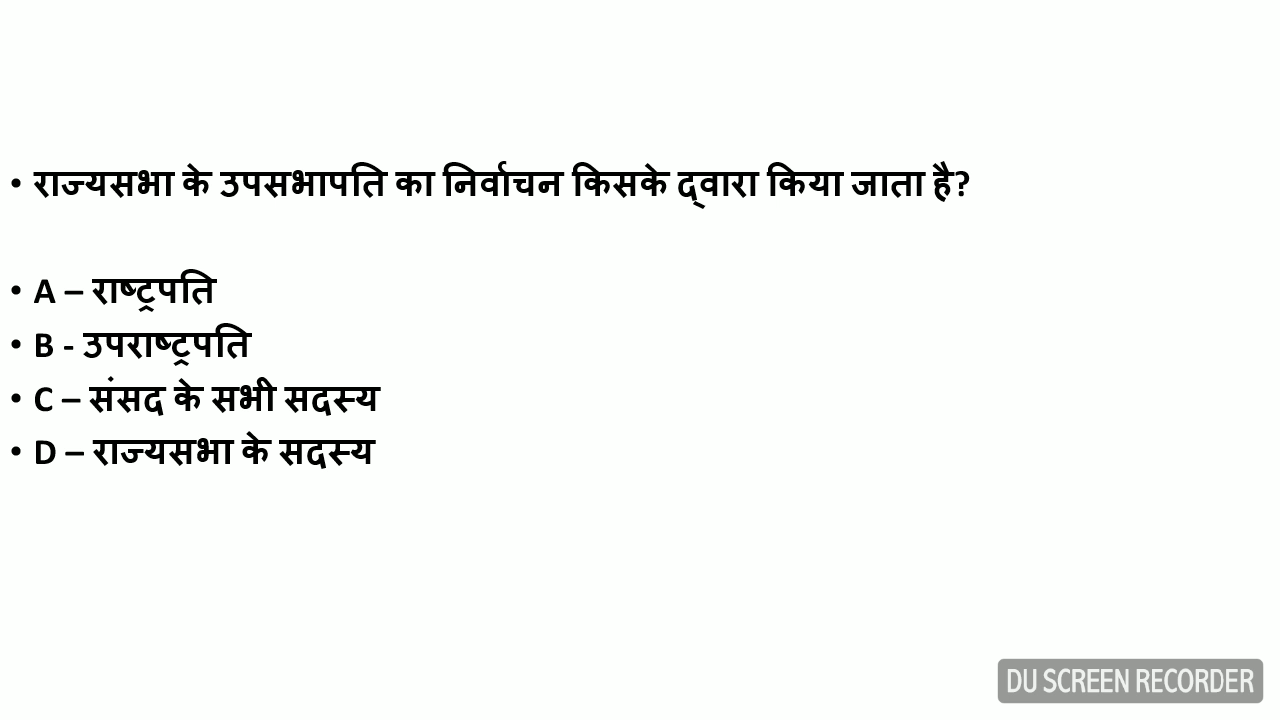 • राज्यसभा के उपसभापति का निर्वाचन किसके द्वारा किया जाता है?
• A – राष्ट्रपति
• B - उपराष्ट्रपति
• C – संसद के सभी सदस्य
• D – राज्यसभा के सदस्य
DU SCREEN RECORDER